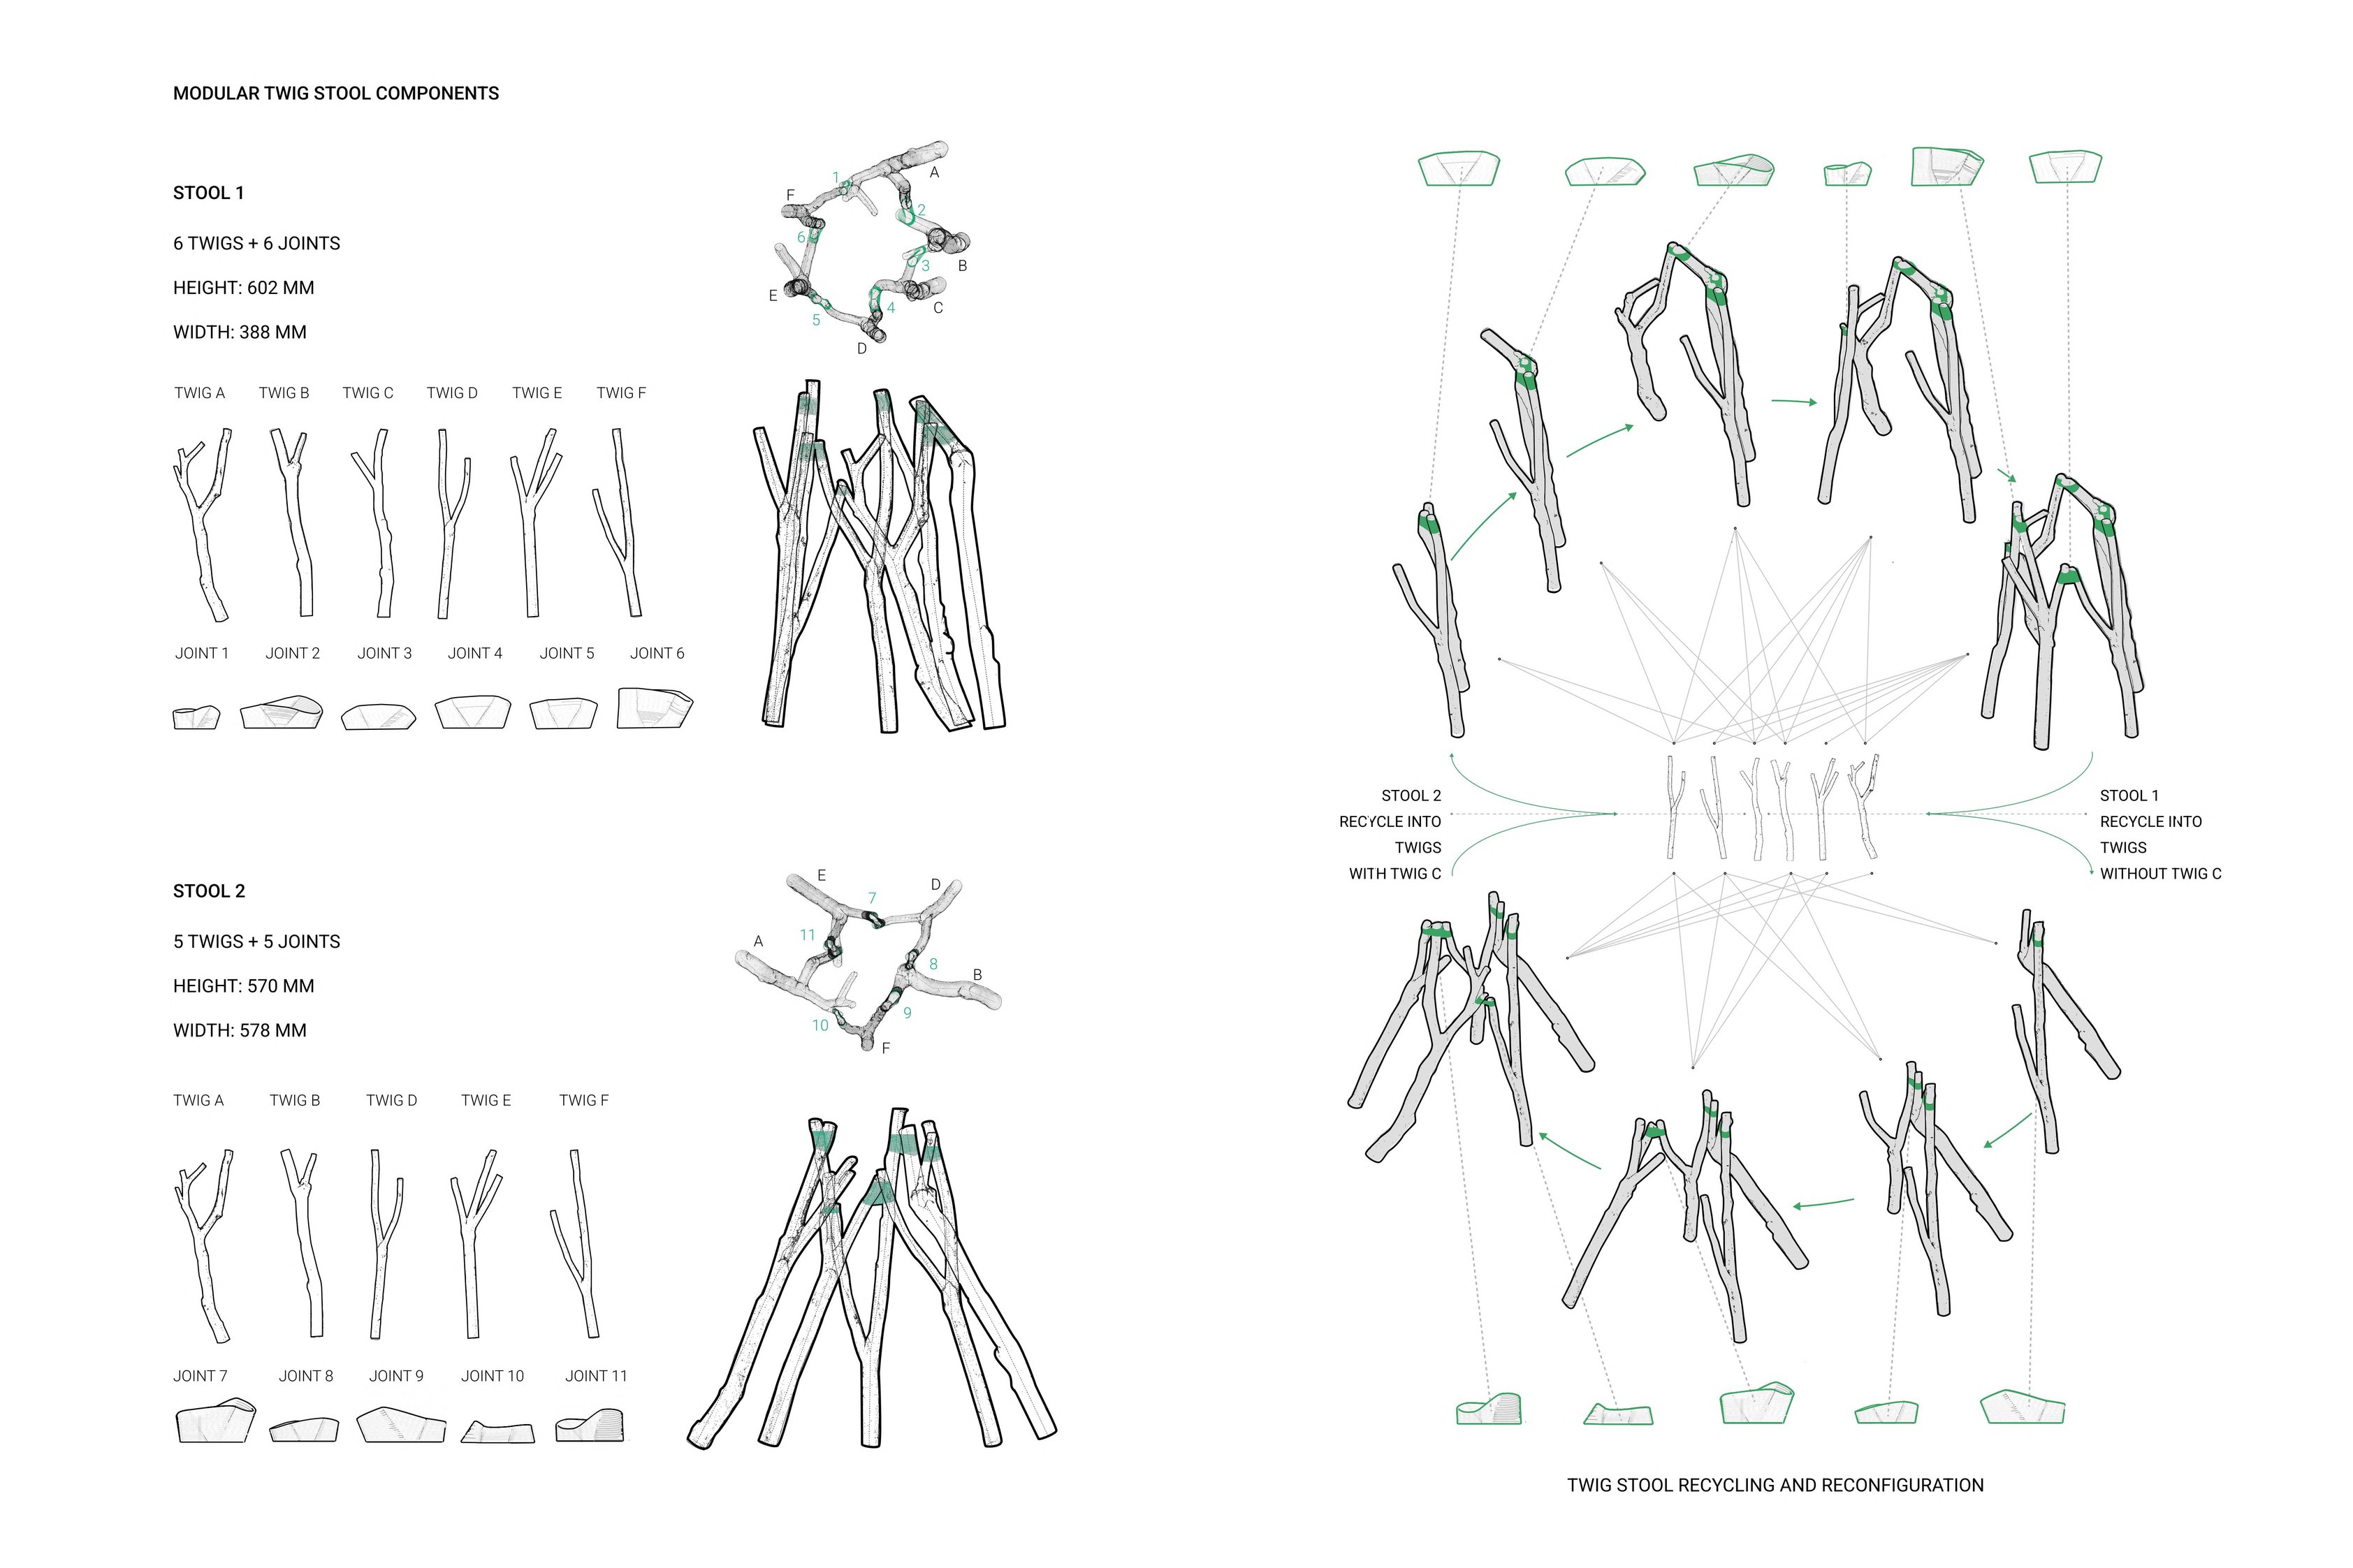 MODULAR TWIG STOOL COMPONENTS
STOOL 1
6 TWIGS + 6 JOINTS
HEIGHT: 602 MM
WIDTH: 388 MM
A
F
1
2
6
B
3
E
C
4
5
D
TWIG A
TWIG B
TWIG C
TWIG D
TWIG E
TWIG F
JOINT 1
JOINT 2
JOINT 3
JOINT 4
JOINT 5
JOINT 6
STOOL 2
5 TWIGS + 5 JOINTS
HEIGHT: 570 MM
WIDTH: 578 MM
E
D
7
11
A
8
B
9
10
F
TWIG A
TWIG B
TWIG D
TWIG E
TWIG F
JOINT 7
JOINT 8
JOINT 9
JOINT 10
JOINT 11
STOOL 2
RECYCLE INTO
TWIGS
WITH TWIG C
STOOL 1
RECYCLE INTO
TWIGS
WITHOUT TWIG C
TWIG STOOL RECYCLING AND RECONFIGURATION